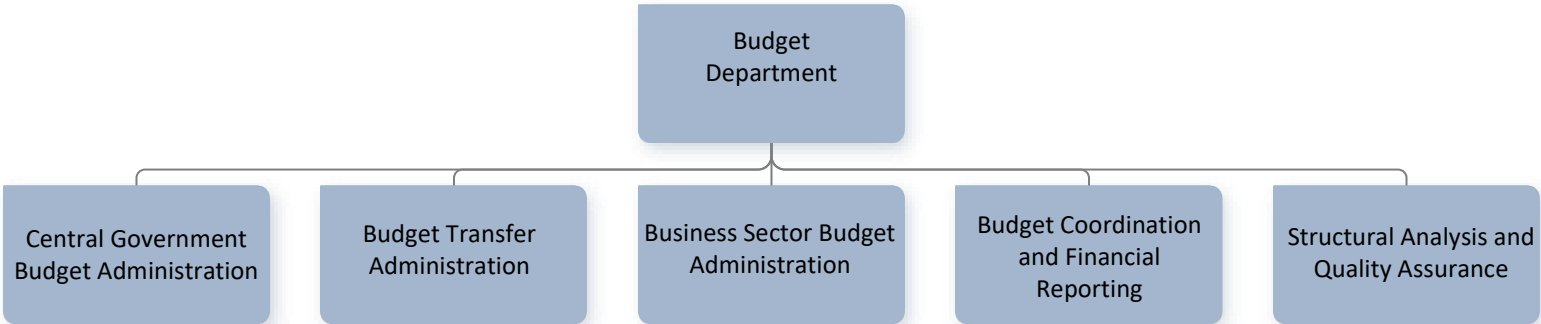 Budget
Department
Central Government
Budget Administration
Budget Transfer
Administration
Business Sector Budget
Administration
Budget Coordination
and Financial
Reporting
Structural Analysis and
Quality Assurance